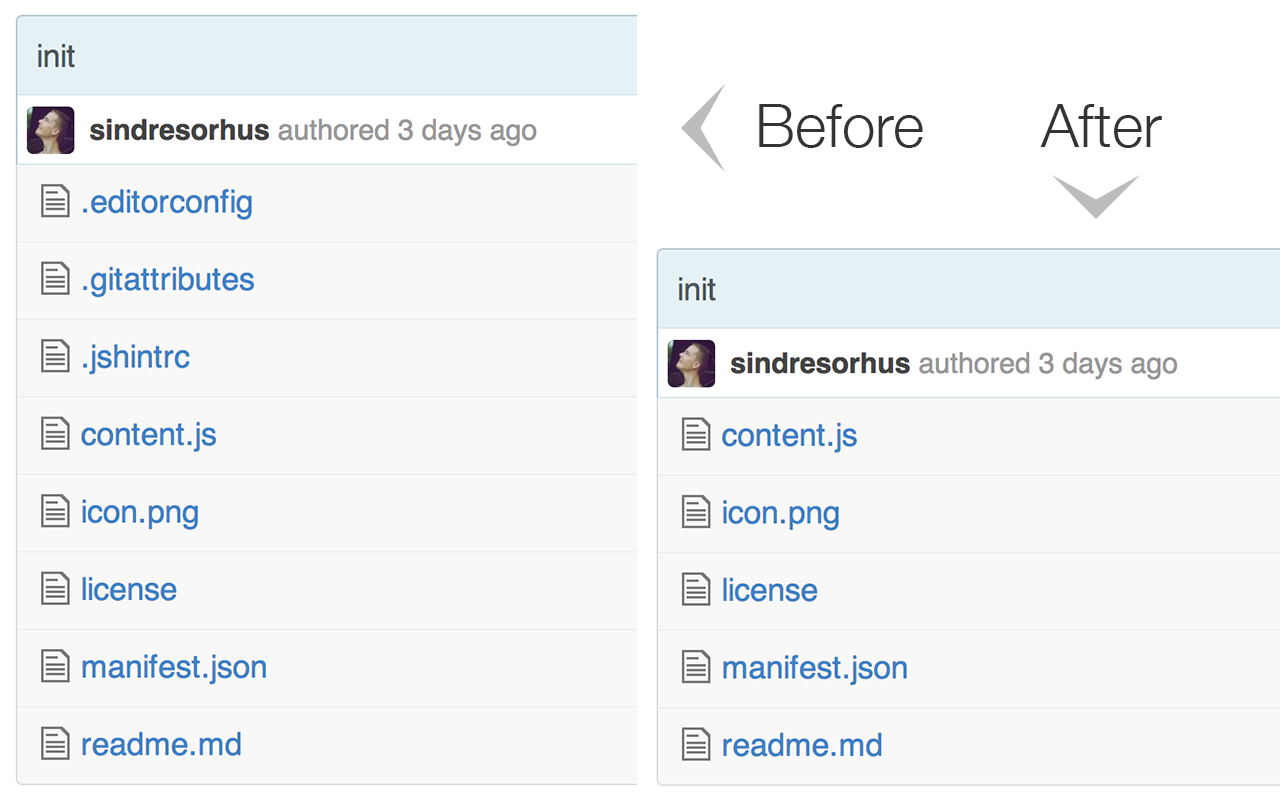 init
sindresorhus authored 3 days ago
.editorconfig
.gitattributes
.jshintrc
content.js
icon.png
license
manifest.json
readme.md
Before
After
init
sindresorhus authored 3 days ago
content.js
icon.png
license
manifest.json
readme.md